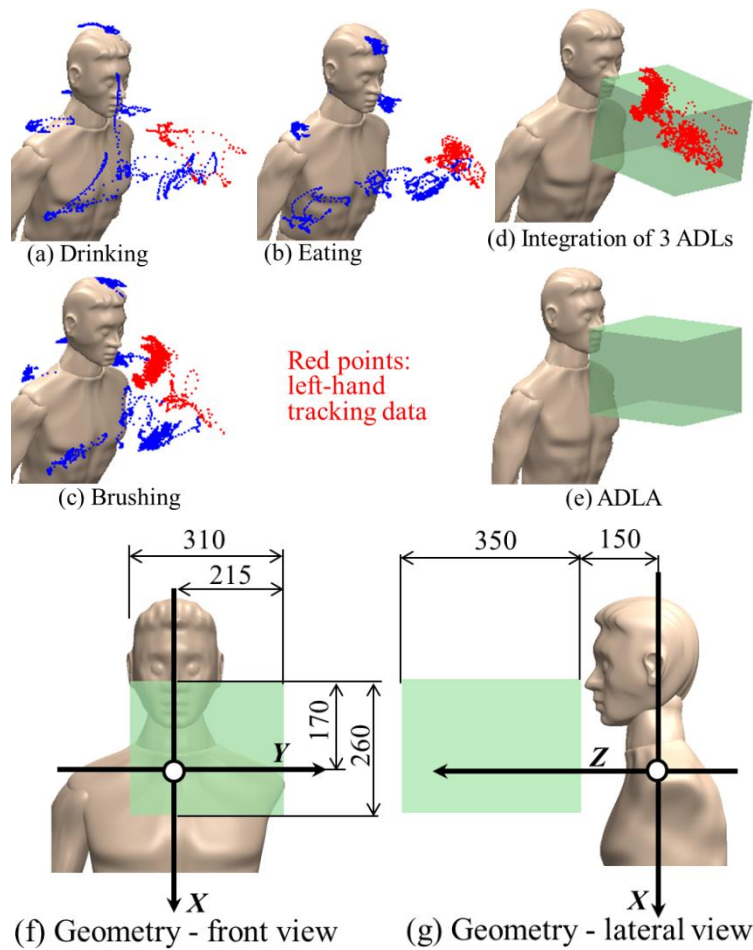 (a) Drinking
(b) Eating
(d) Integration of 3 ADLs
Red points:
left-hand
tracking data
(c) Brushing
(e) ADLA
310
215
350
150
170
260
Y
Z
X
X
(f) Geometry - front view
(g) Geometry - lateral view